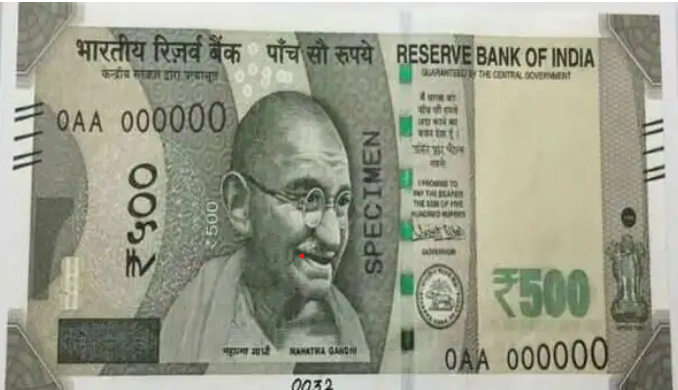 भारतीय रिज़र्व बैंक पाँच सौ रुपये RESERVE BANK OF INDIA
केन्द्रीय सरकार द्वारा प्रत्याभूत GUARANTEED BY THE CENTRAL GOVERNMENT
0AA 000000
मैं धारक को
पाँच सौ रुपये
अदा करने का
वचन देता हूँ।
₹५००
₹500
SPECIMEN
I PROMISE TO
PAY THE BEARER
THE SUM OF FIVE
HUNDRED RUPEES
GOVERNOR
₹500
महात्मा गांधी MAHATMA GANDHI
0AA 000000
0032